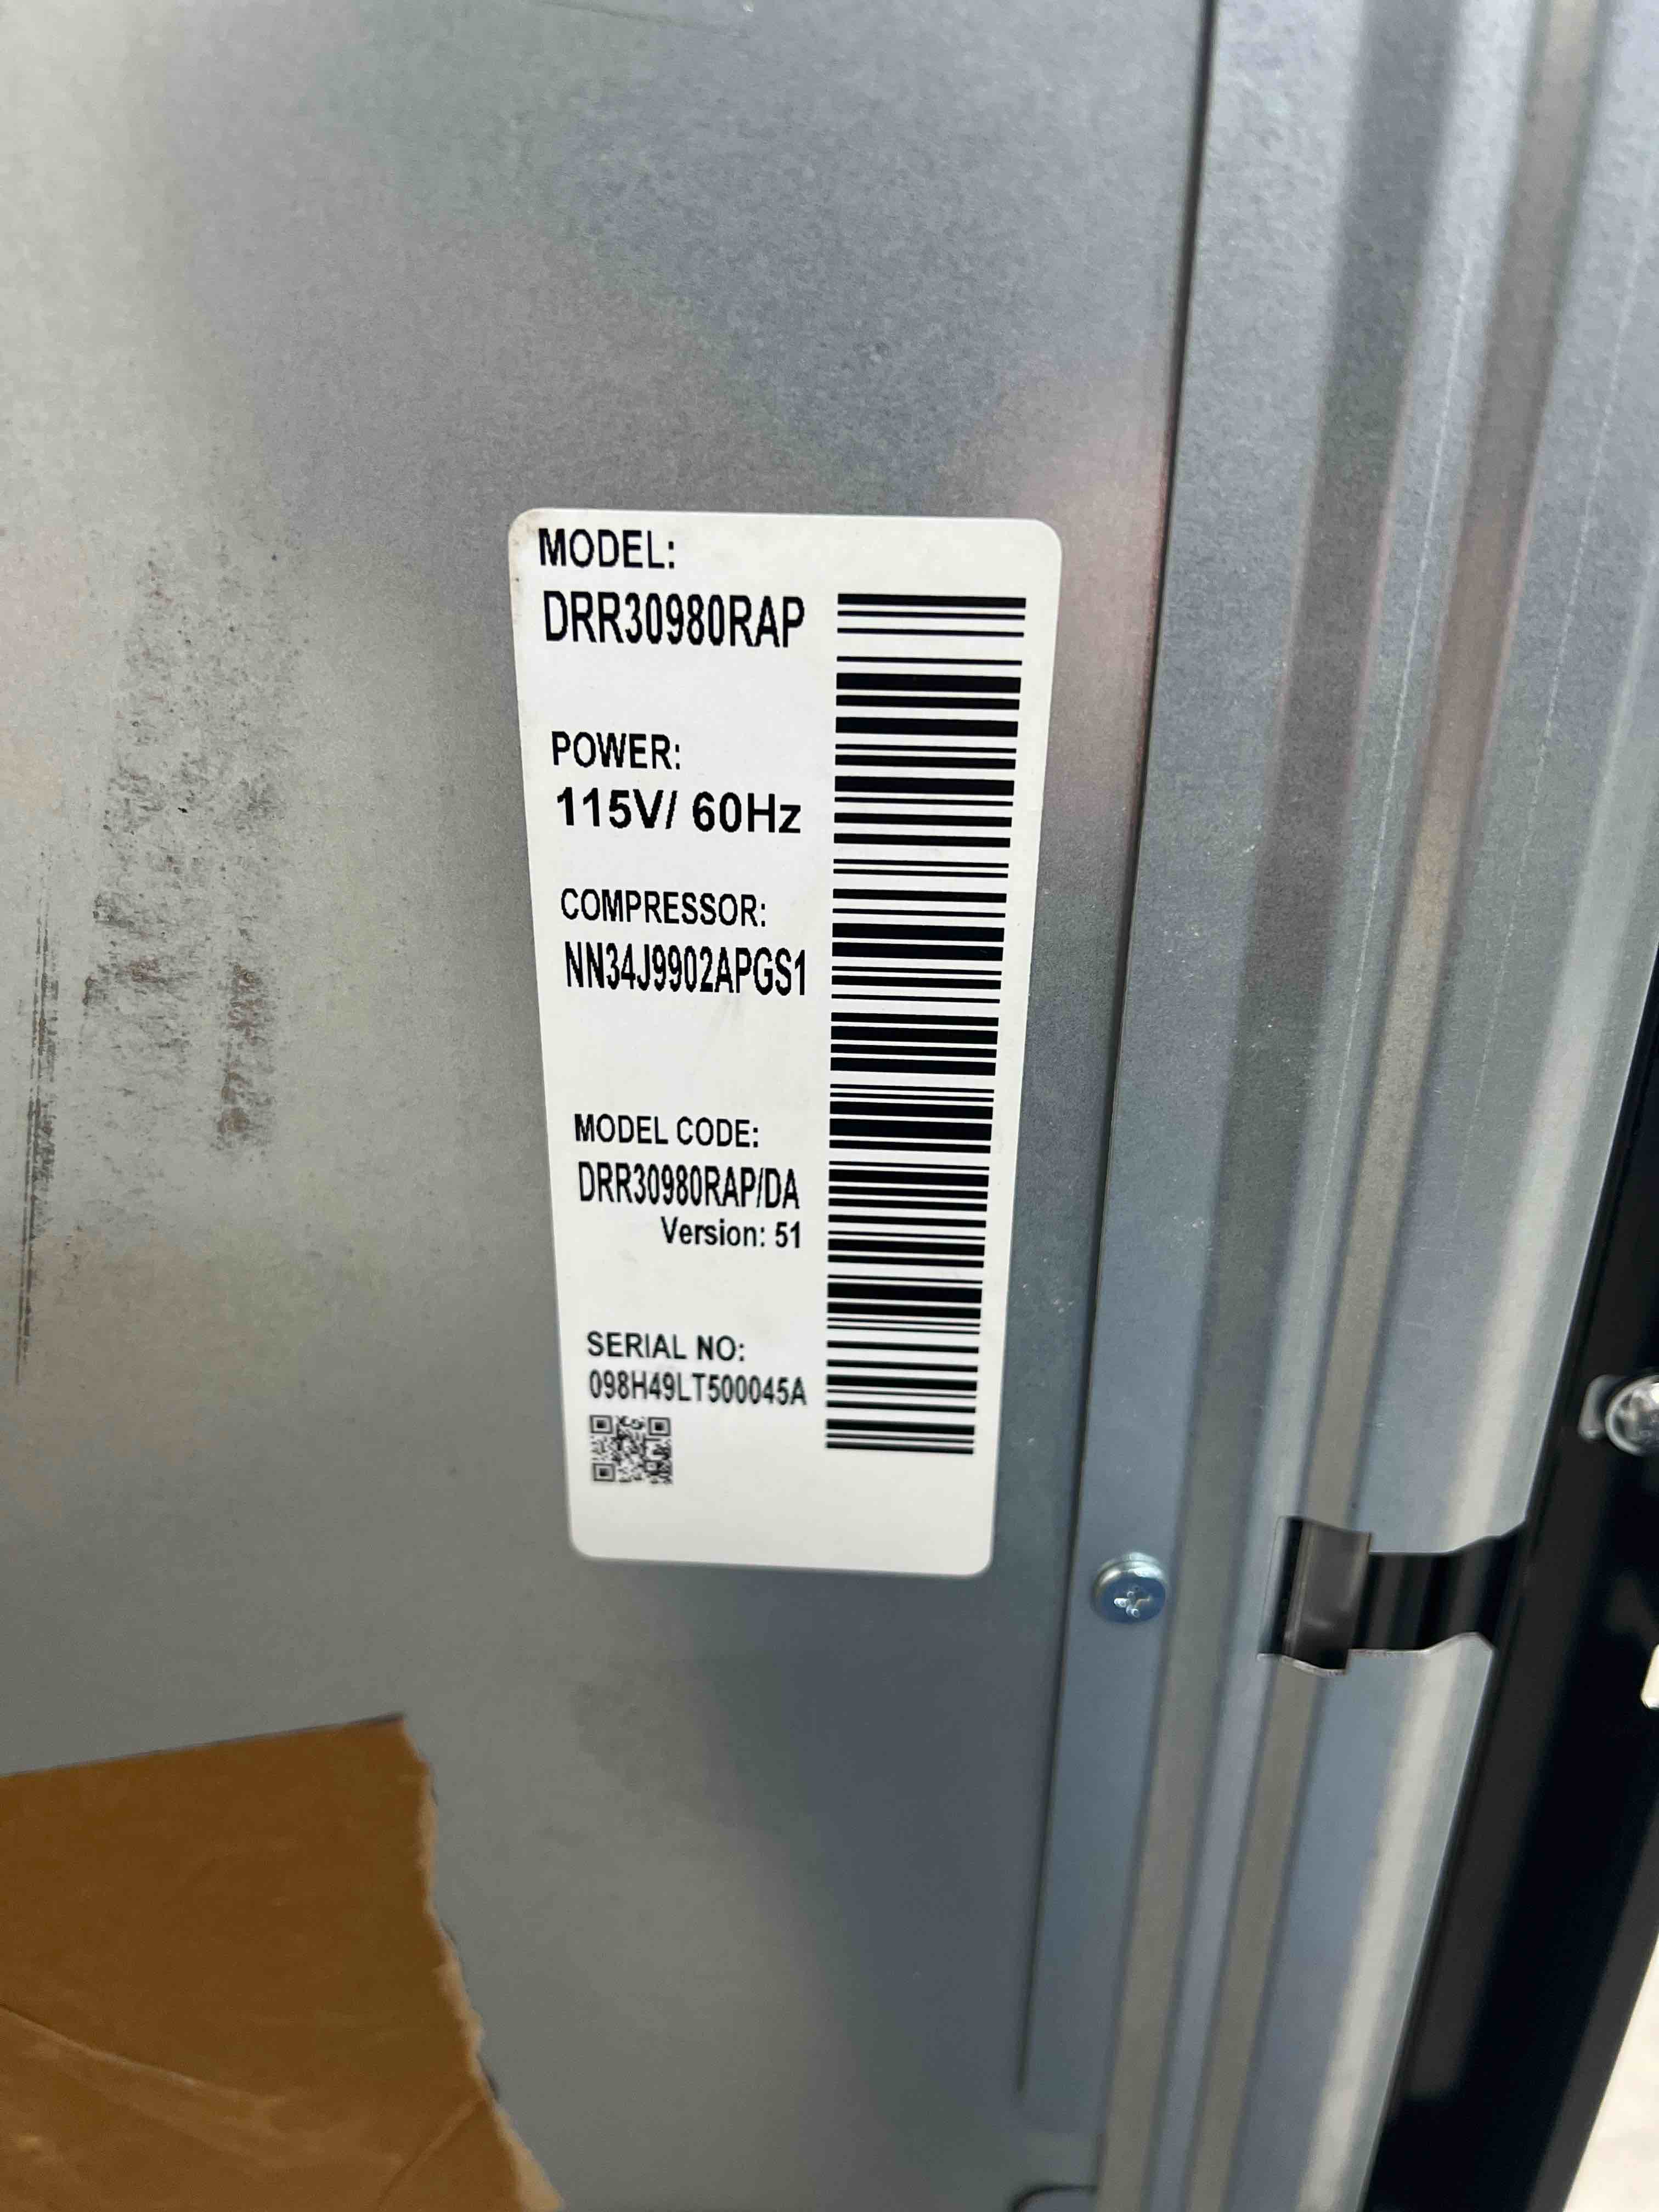 MODEL:
DRR30980RAP
POWER:
115V/ 60Hz
COMPRESSOR:
NN34J9902APGS1
MODEL CODE:
DRR30980RAP/DA
Version: 51
SERIAL NO:
098H49LT500045A